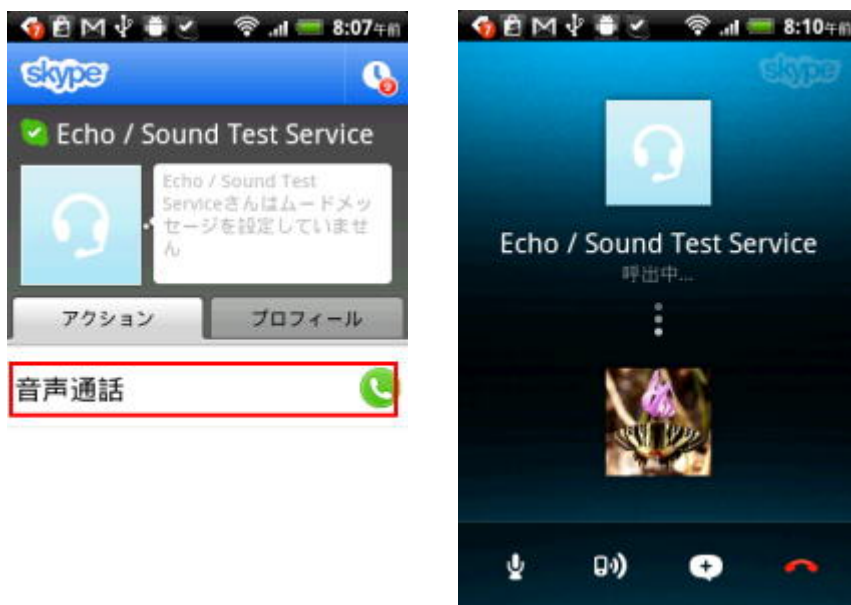 8:07午前
skype
Echo / Sound Test Service
Echo / Sound Test
Serviceさんはムードメッ
セージを設定していませ
ん
アクション
プロフィール
音声通話
8:10午前
skype
Echo / Sound Test Service
呼出中...